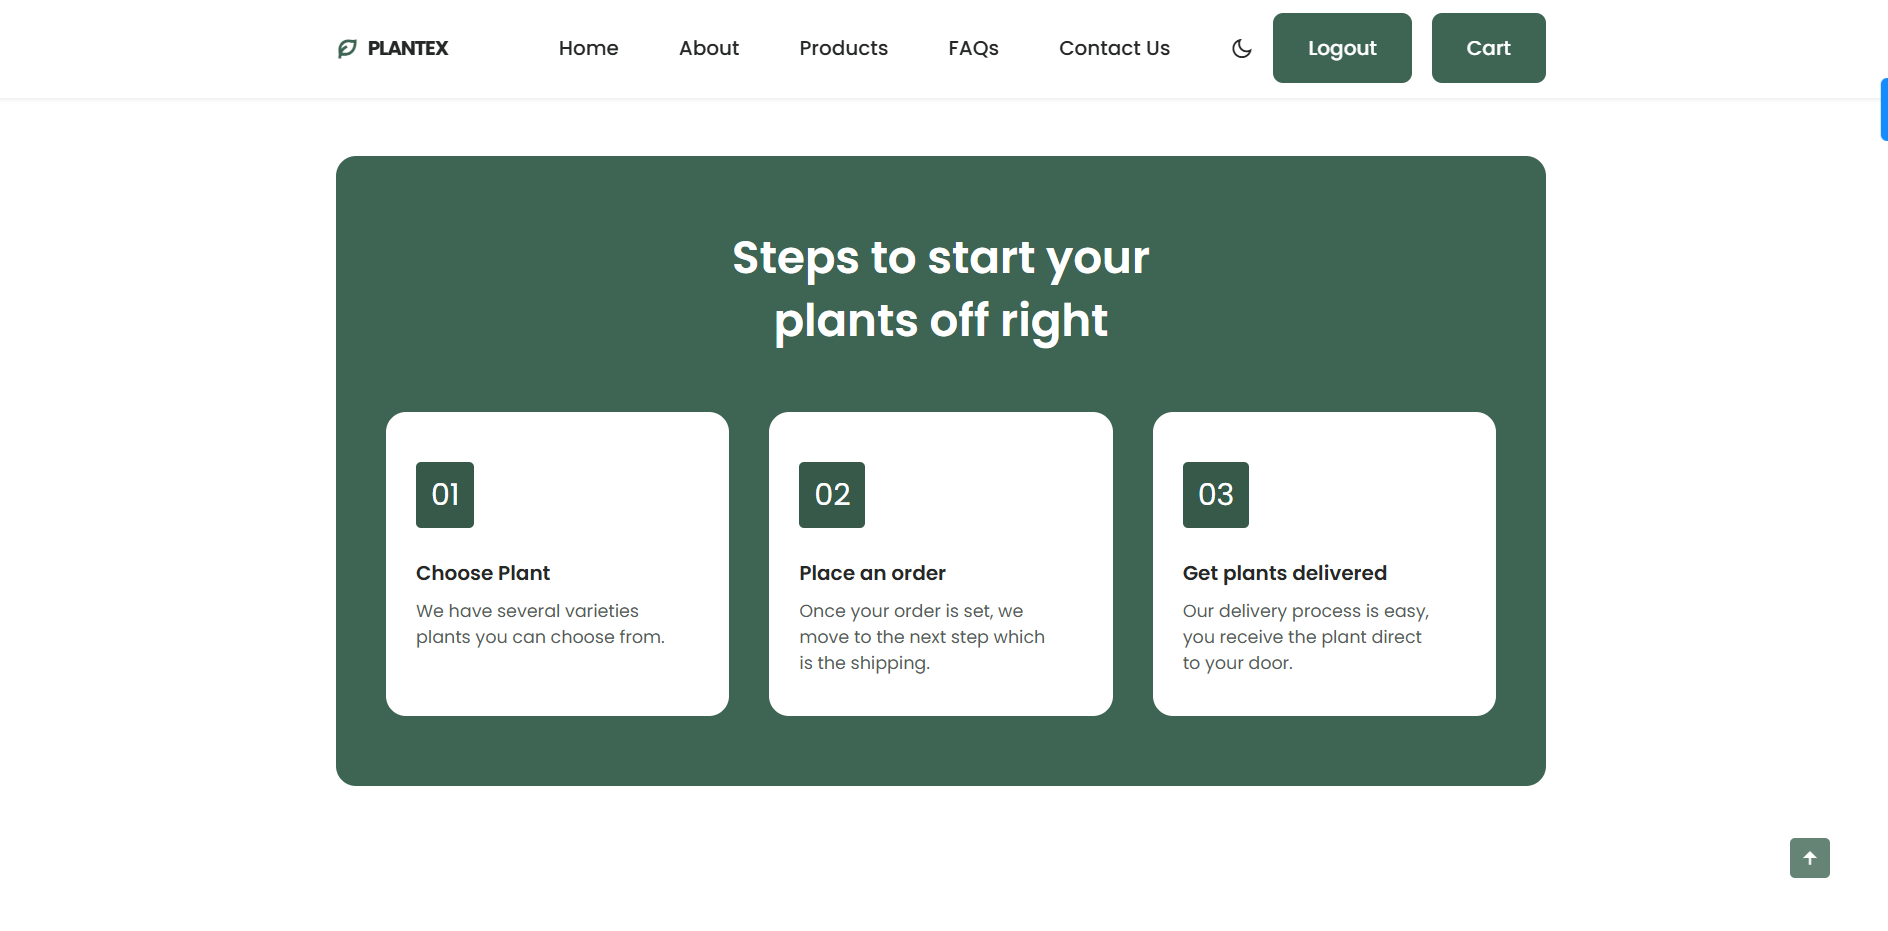 PLANTEX
Home
About
Products
FAQs
Contact Us
Logout
Cart
Steps to start your
plants off right
01
Choose Plant
We have several varieties
plants you can choose from.
02
Place an order
Once your order is set, we
move to the next step which
is the shipping.
03
Get plants delivered
Our delivery process is easy,
you receive the plant direct
to your door.